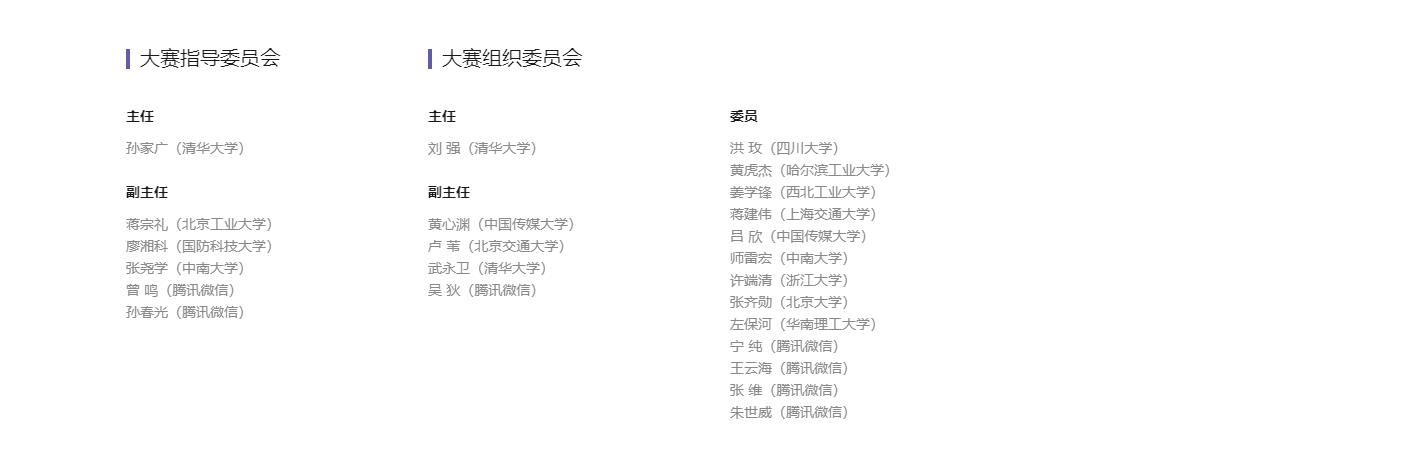 大赛指导委员会
主任
孙家广（清华大学）
副主任
蒋宗礼（北京工业大学）
廖湘科（国防科技大学）
张尧学（中南大学）
曾 鸣（腾讯微信）
孙春光（腾讯微信）
大赛组织委员会
主任
刘 强（清华大学）
副主任
黄心渊（中国传媒大学）
卢 苇（北京交通大学）
武永卫（清华大学）
吴 狄（腾讯微信）
委员
洪 玫（四川大学）
黄虎杰（哈尔滨工业大学）
姜学锋（西北工业大学）
蒋建伟（上海交通大学）
吕 欣（中国传媒大学）
师雷宏（中南大学）
许端清（浙江大学）
张齐勋（北京大学）
左保河（华南理工大学）
宁 纯（腾讯微信）
王云海（腾讯微信）
张 维（腾讯微信）
朱世威（腾讯微信）